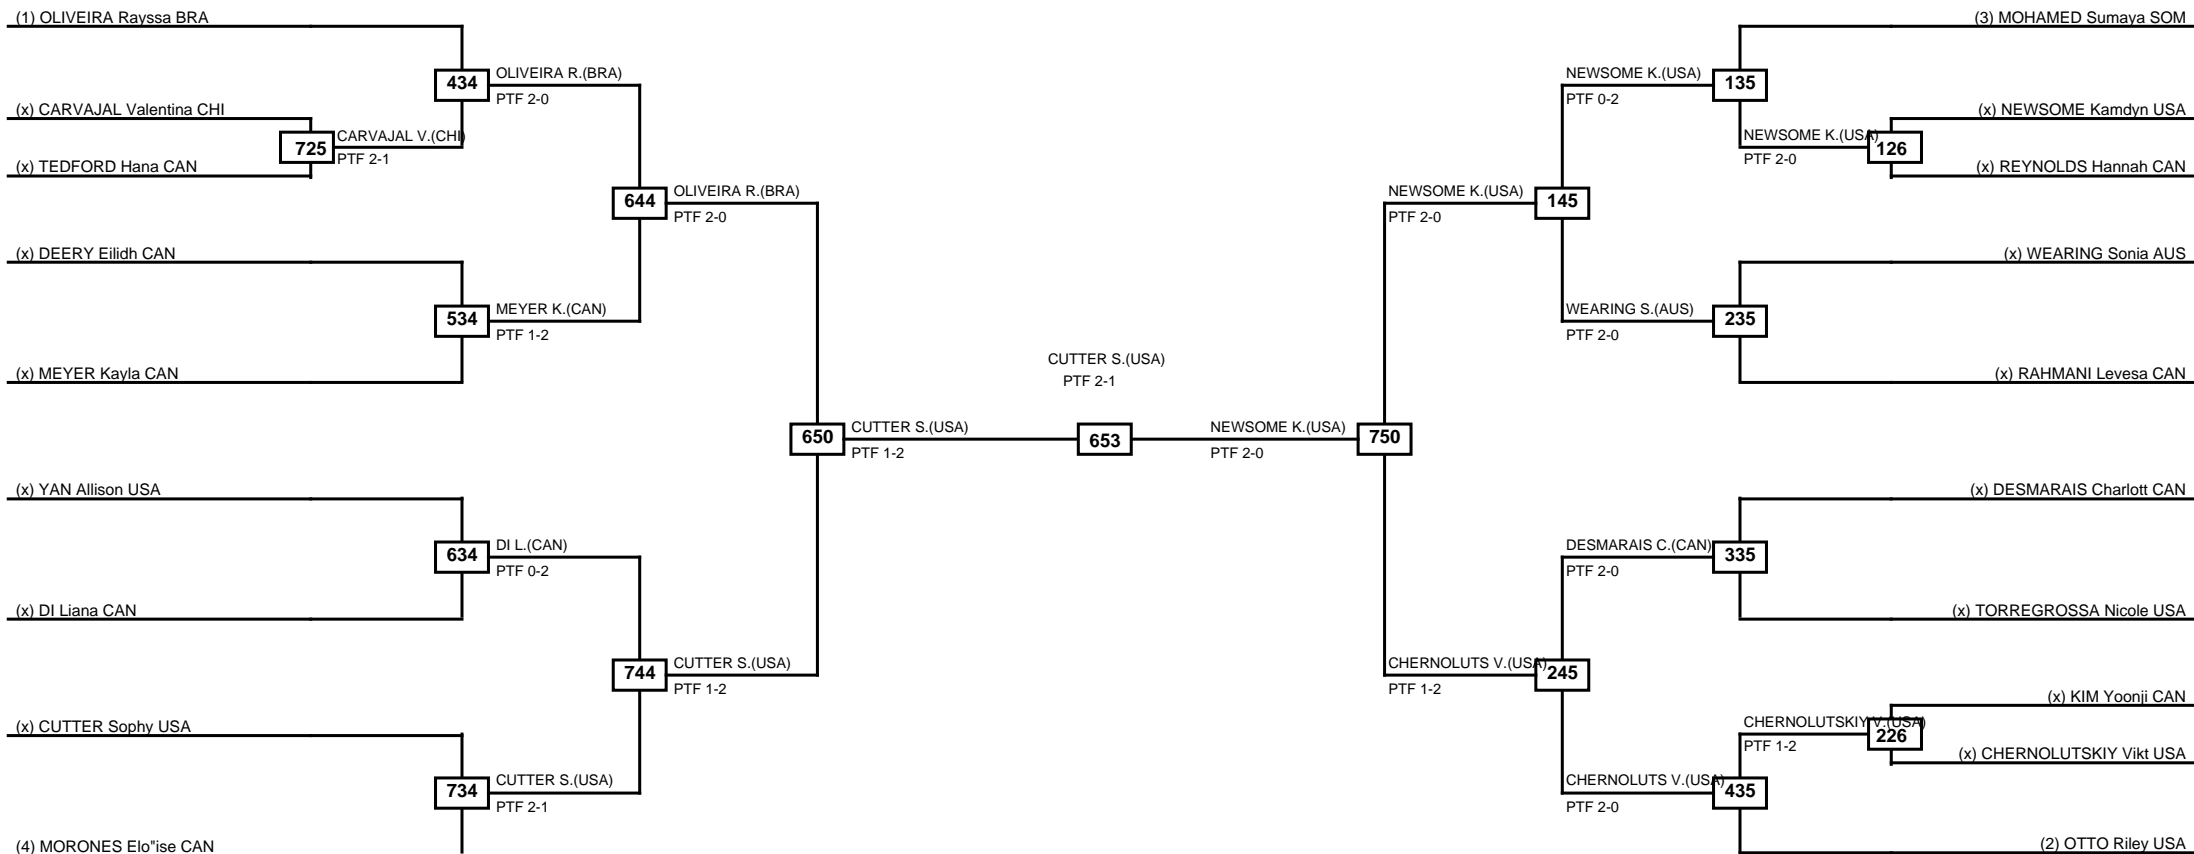 (1) OLIVEIRA Rayssa BRA
(3) MOHAMED Sumaya SOM
434
OLIVEIRA R.(BRA)
PTF 2-0
NEWSOME K.(USA)
PTF 0-2
135
(x) CARVAJAL Valentina CHI
(x) NEWSOME Kamdyn USA
725
CARVAJAL V.(CHI)
PTF 2-1
NEWSOME K.(USA)
PTF 2-0
126
(x) TEDFORD Hana CAN
(x) REYNOLDS Hannah CAN
644
OLIVEIRA R.(BRA)
PTF 2-0
NEWSOME K.(USA)
PTF 2-0
145
(x) DEERY Eilidh CAN
(x) WEARING Sonia AUS
534
MEYER K.(CAN)
PTF 1-2
WEARING S.(AUS)
PTF 2-0
235
(x) MEYER Kayla CAN
(x) RAHMANI Levesa CAN
CUTTER S.(USA)
PTF 2-1
650
CUTTER S.(USA)
PTF 1-2
653
NEWSOME K.(USA)
PTF 2-0
750
(x) YAN Allison USA
(x) DESMARAIS Charlott CAN
634
DI L.(CAN)
PTF 0-2
DESMARAIS C.(CAN)
PTF 2-0
335
(x) DI Liana CAN
(x) TORREGROSSA Nicole USA
744
CUTTER S.(USA)
PTF 1-2
CHERNOLUTS V.(USA)
PTF 1-2
245
(x) KIM Yoonji CAN
(x) CUTTER Sophy USA
CHERNOLUTSKIY V.(USA)
PTF 1-2
226
(x) CHERNOLUTSKIY Vikt USA
734
CUTTER S.(USA)
PTF 2-1
CHERNOLUTS V.(USA)
PTF 2-0
435
(4) MORONES Elo"ise CAN
(2) OTTO Riley USA